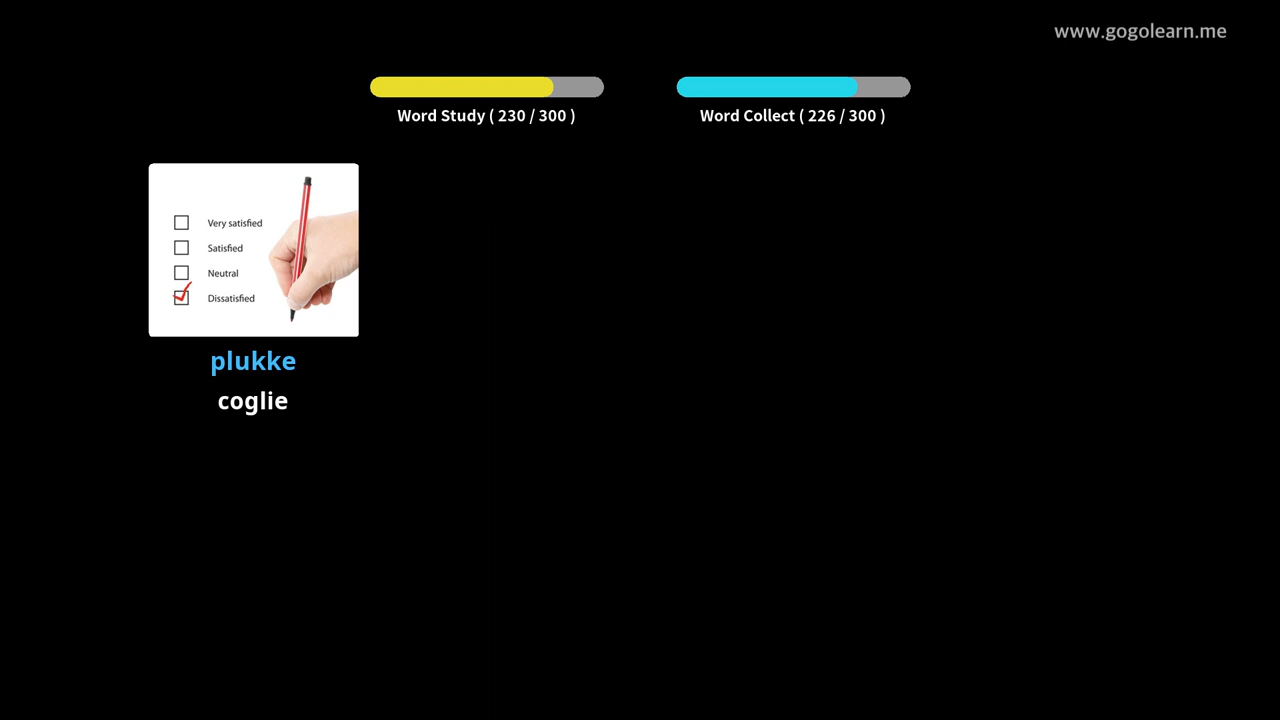 www.gogolearn.me
Word Study ( 230 / 300 )
Word Collect ( 226 / 300 )
Very satisfied
Satisfied
Neutral
Dissatisfied
plukke
coglie